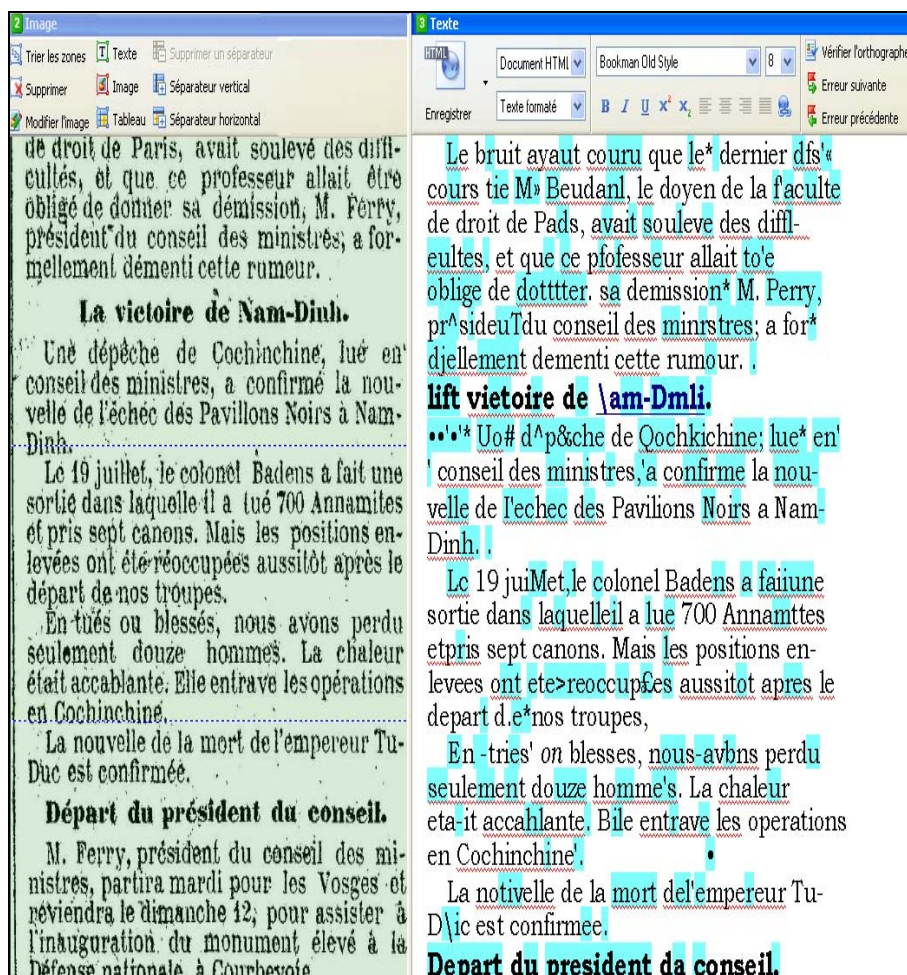 2 Image
Trier les zones
Texte
Supprimer un séparateur
Supprimer
Image
Séparateur vertical
Modifier l'image
Tableau
Séparateur horizontal
de droit de Paris, avait soulevé des diffi-
cultés, et que ce professeur allait être
obligé de donner sa démission, M. Ferry,
président du conseil des ministres, a for-
mellement démenti cette rumeur.
La victoire de Nam-Dinh.
Une dépêche de Cochinchine, lue en
conseil des ministres, a confirmé la nou-
velle de l'échec des Pavillons Noirs à Nam-
Dinh.
Le 19 juillet, le colonel Badens a fait une
sortie dans laquelle il a tué 700 Annamites
et pris sept canons. Mais les positions en-
levées ont été réoccupées aussitôt après le
départ de nos troupes.
En tués ou blessés, nous avons perdu
seulement douze hommes. La chaleur
était accablante. Elle entrave les opérations
en Cochinchine.
La nouvelle de la mort de l'empereur Tu-
Duc est confirmée.
Départ du président du conseil.
M. Ferry, président du conseil des mi-
nistres, partira mardi pour les Vosges et
reviendra le dimanche 12, pour assister à
l'inauguration du monument élevé à la
Défense nationale, à Courbevoie
3 Texte
HTML
Enregistrer
Document HTML
Texte formaté
Bookman Old Style
8
B I U x² x₂
Vérifier l'orthographe
Erreur suivante
Erreur précédente
Le bruit ayaut couru que le* dernier dfs'«
cours tie M» Beudanl, le doyen de la f'aculte
de droit de Pads, avait souleve des diffl-
eultes, et que ce pfofesseur allait to'e
oblige de dotttter. sa demission* M. Perry,
pr^sideuTdu conseil des minrstres; a for*
djellement dementi cette rumour. .
lift vietoire de \am-Dmli.
••'•'* Uo# d^p&che de Qochkichine; lue* en'
' conseil des ministres,'a confirme la nou-
velle de I'echec des Pavilions Noirs a Nam-
Dinh. .
Lc 19 juiMet,le colonel Badens a faiiune
sortie dans laquelleil a lue 700 Annamttes
etpris sept canons. Mais les positions en-
levees ont ete>reoccup£es aussitot apres le
depart d.e*nos troupes,
En -tries' on blesses, nous-avbns perdu
seulement douze homme's. La chaleur
eta-it accahlante. Bile entrave les operations
en Cochinchine'. •
La notivelle de la mort del'empereur Tu-
D\ic est confirmee.
Depart du president da conseil.